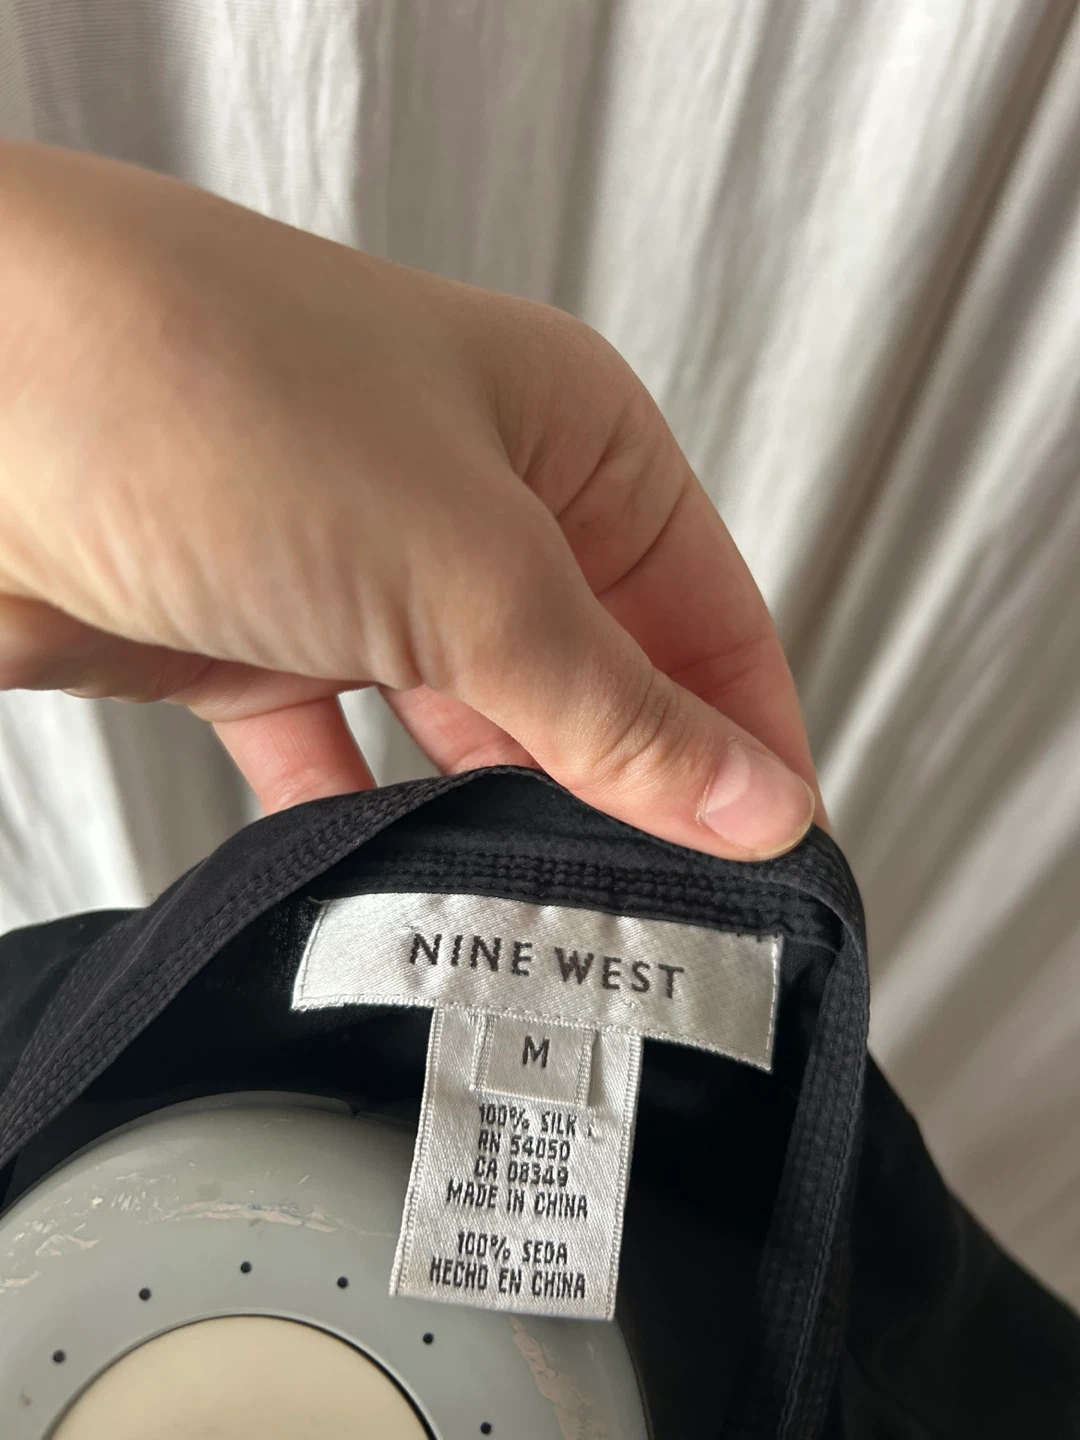 NINE WEST
M
100% SILK
RN 54050
CA 08349
MADE IN CHINA
100% SEDA
HECHO EN CHINA